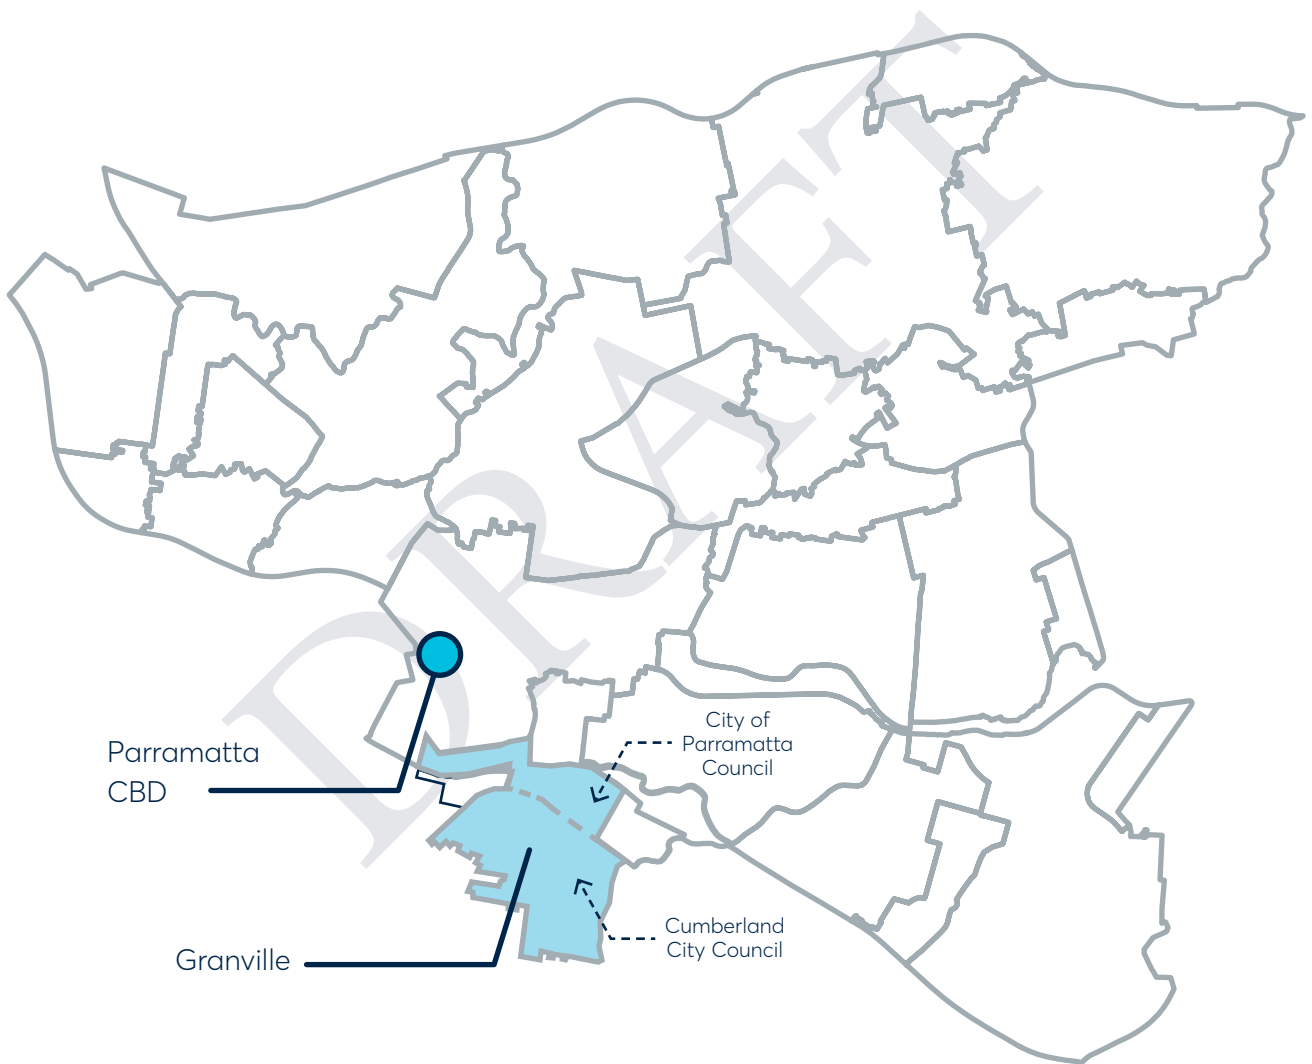 DRAFT
City of
Parramatta
Council
Parramatta
CBD
Cumberland
City Council
Granville